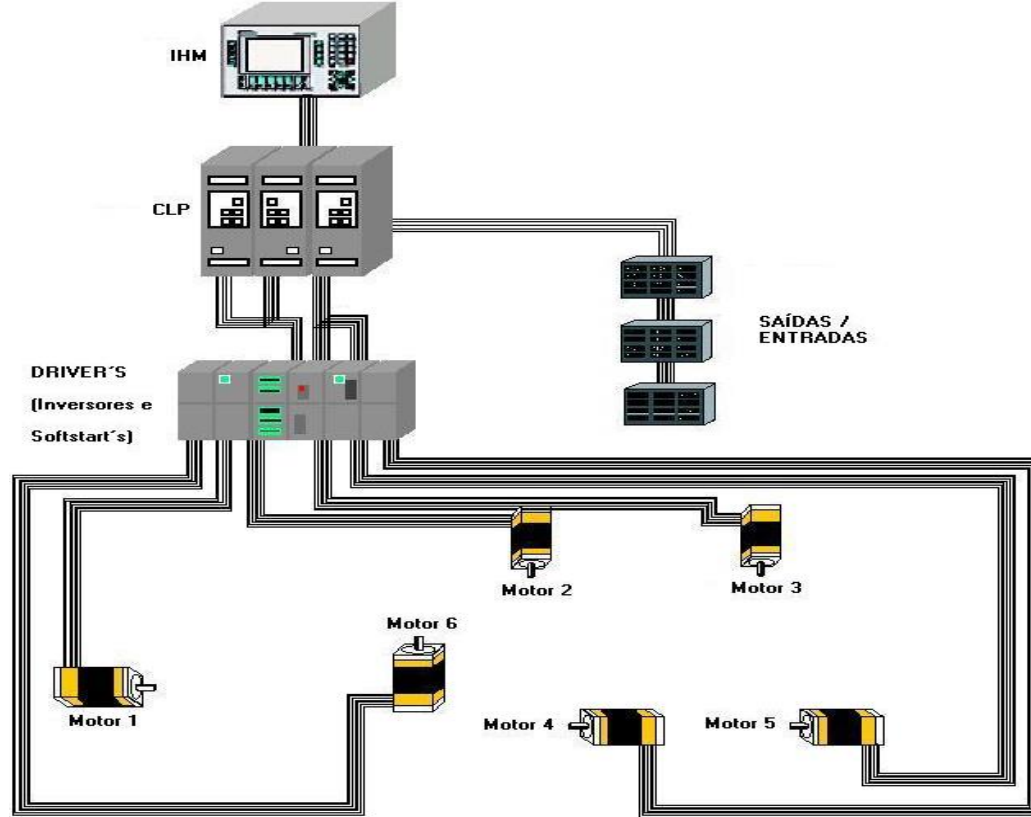 IHM
CLP
SAÍDAS /
ENTRADAS
DRIVER´S
(Inversores e
Softstart´s)
Motor 2
Motor 3
Motor 6
Motor 1
Motor 4
Motor 5